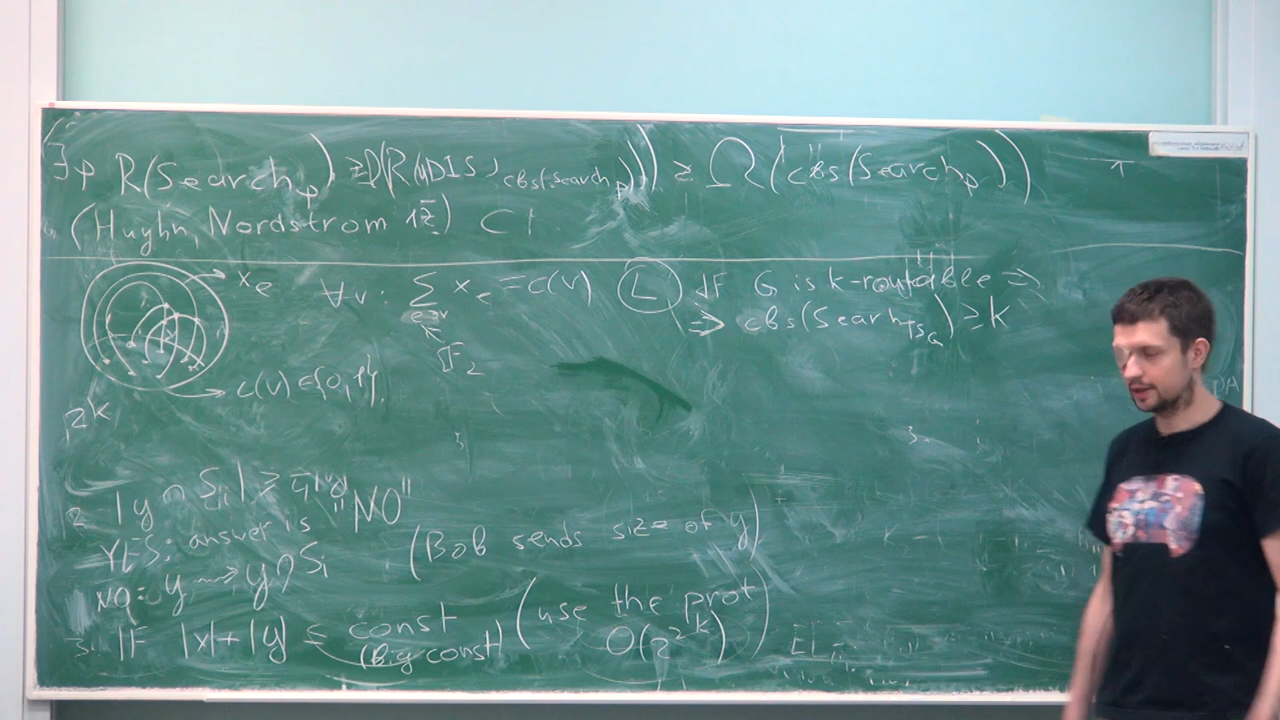 ∃φ R(Search_φ) ≥ R(uDIS_cbs(Search_φ)) ≥ Ω(cbs(Search_φ))
(Huyhn, Nordstrom 12)
x_e
∀v: Σ x_e = c(v)
F_2
c(v) ∈ {0,1}
(L) IF G is k-routable ⇒
⇒ cbs(Search_TS_G) ≥ k
2^k
2. |y ∩ S_i| ≥
YES: answer is "NO"
NO: y ⇝ y ∩ S_i
(Bob sends size of y)
3. IF |x| + |y| ≤ const
(Big const)
(use the prot
O(2^{2^k}))